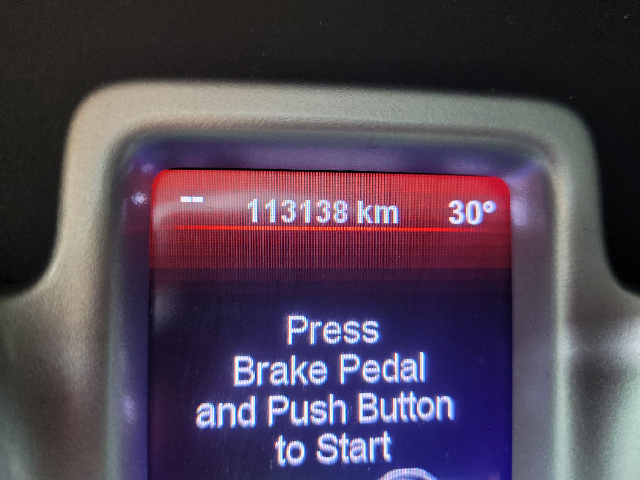 -- 113138 km 30°
Press
Brake Pedal
and Push Button
to Start